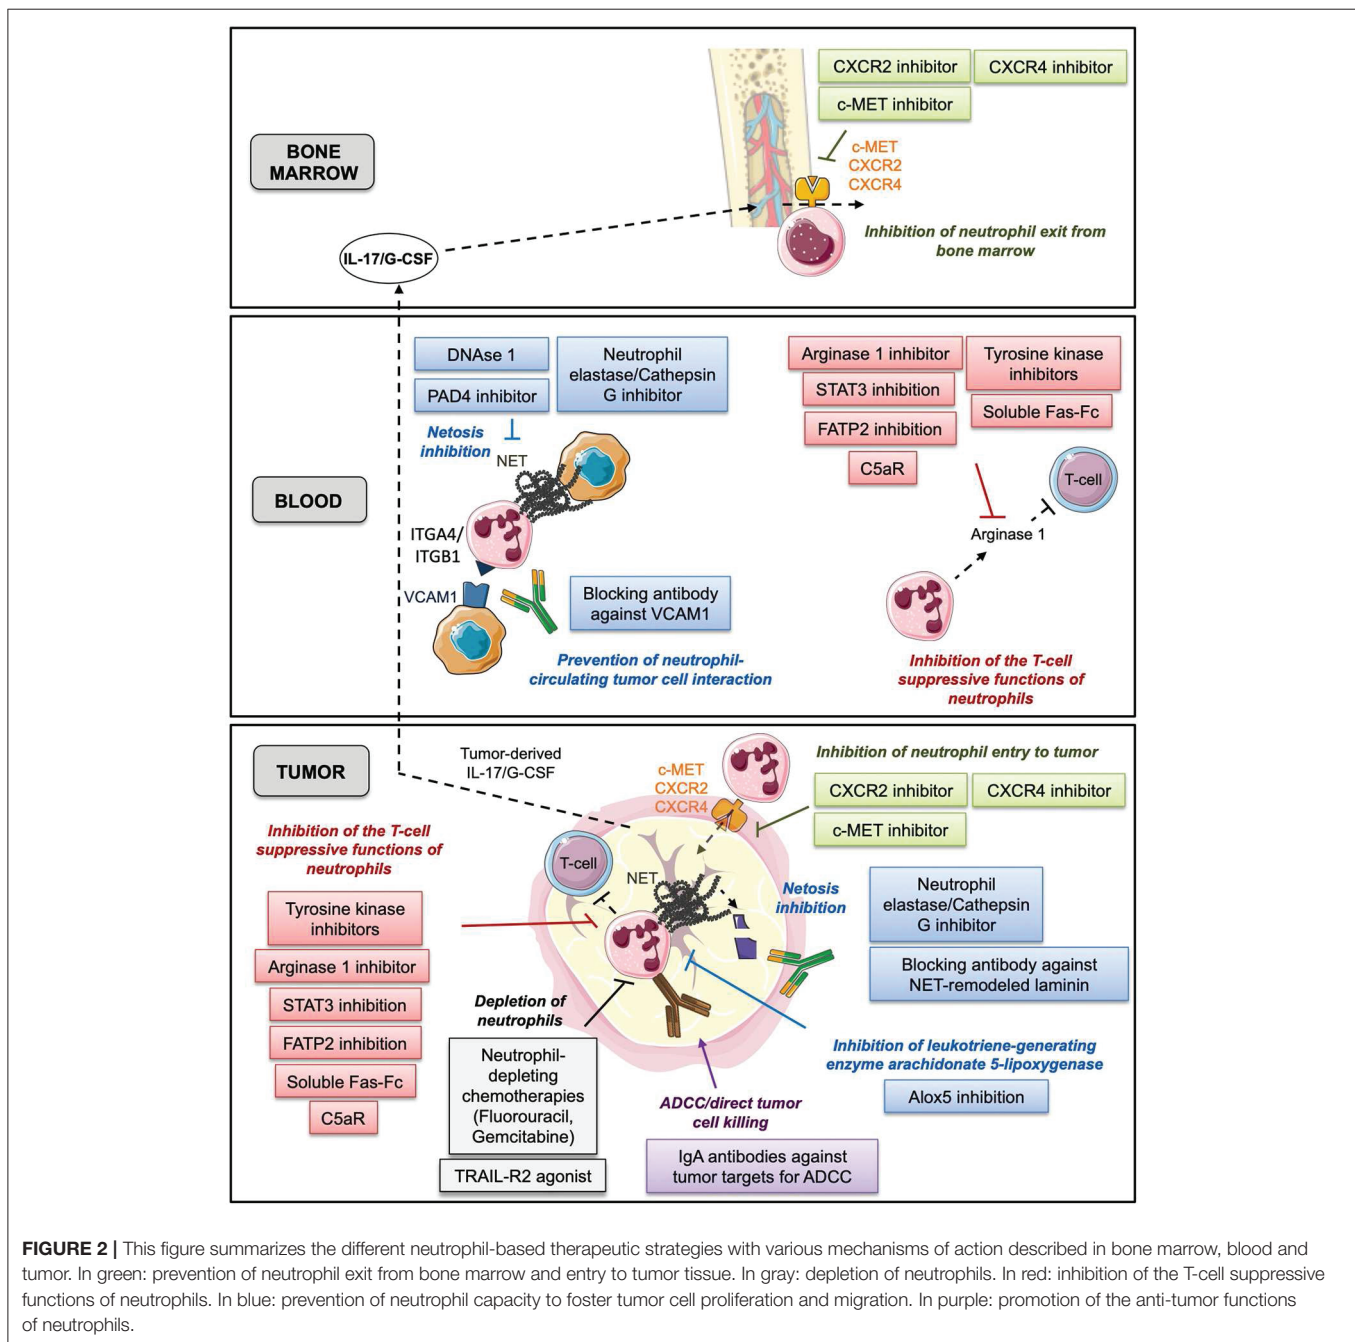 BONE
MARROW
CXCR2 inhibitor
CXCR4 inhibitor
c-MET inhibitor
c-MET
CXCR2
CXCR4
Inhibition of neutrophil exit from
bone marrow
IL-17/G-CSF
BLOOD
DNAse 1
PAD4 inhibitor
Neutrophil
elastase/Cathepsin
G inhibitor
Netosis
inhibition
NET
ITGA4/
ITGB1
VCAM1
Blocking antibody
against VCAM1
Prevention of neutrophil-
circulating tumor cell interaction
Arginase 1 inhibitor
Tyrosine kinase
inhibitors
STAT3 inhibition
Soluble Fas-Fc
FATP2 inhibition
C5aR
T-cell
Arginase 1
Inhibition of the T-cell
suppressive functions of
neutrophils
TUMOR
Tumor-derived
IL-17/G-CSF
c-MET
CXCR2
CXCR4
Inhibition of neutrophil entry to tumor
CXCR2 inhibitor
CXCR4 inhibitor
c-MET inhibitor
Inhibition of the T-cell
suppressive functions of
neutrophils
T-cell
NET
Netosis
inhibition
Neutrophil
elastase/Cathepsin
G inhibitor
Blocking antibody against
NET-remodeled laminin
Tyrosine kinase
inhibitors
Arginase 1 inhibitor
STAT3 inhibition
FATP2 inhibition
Soluble Fas-Fc
C5aR
Depletion of
neutrophils
Neutrophil-
depleting
chemotherapies
(Fluorouracil,
Gemcitabine)
TRAIL-R2 agonist
ADCC/direct tumor
cell killing
IgA antibodies against
tumor targets for ADCC
Inhibition of leukotriene-generating
enzyme arachidonate 5-lipoxygenase
Alox5 inhibition
FIGURE 2 | This figure summarizes the different neutrophil-based therapeutic strategies with various mechanisms of action described in bone marrow, blood and
tumor. In green: prevention of neutrophil exit from bone marrow and entry to tumor tissue. In gray: depletion of neutrophils. In red: inhibition of the T-cell suppressive
functions of neutrophils. In blue: prevention of neutrophil capacity to foster tumor cell proliferation and migration. In purple: promotion of the anti-tumor functions
of neutrophils.